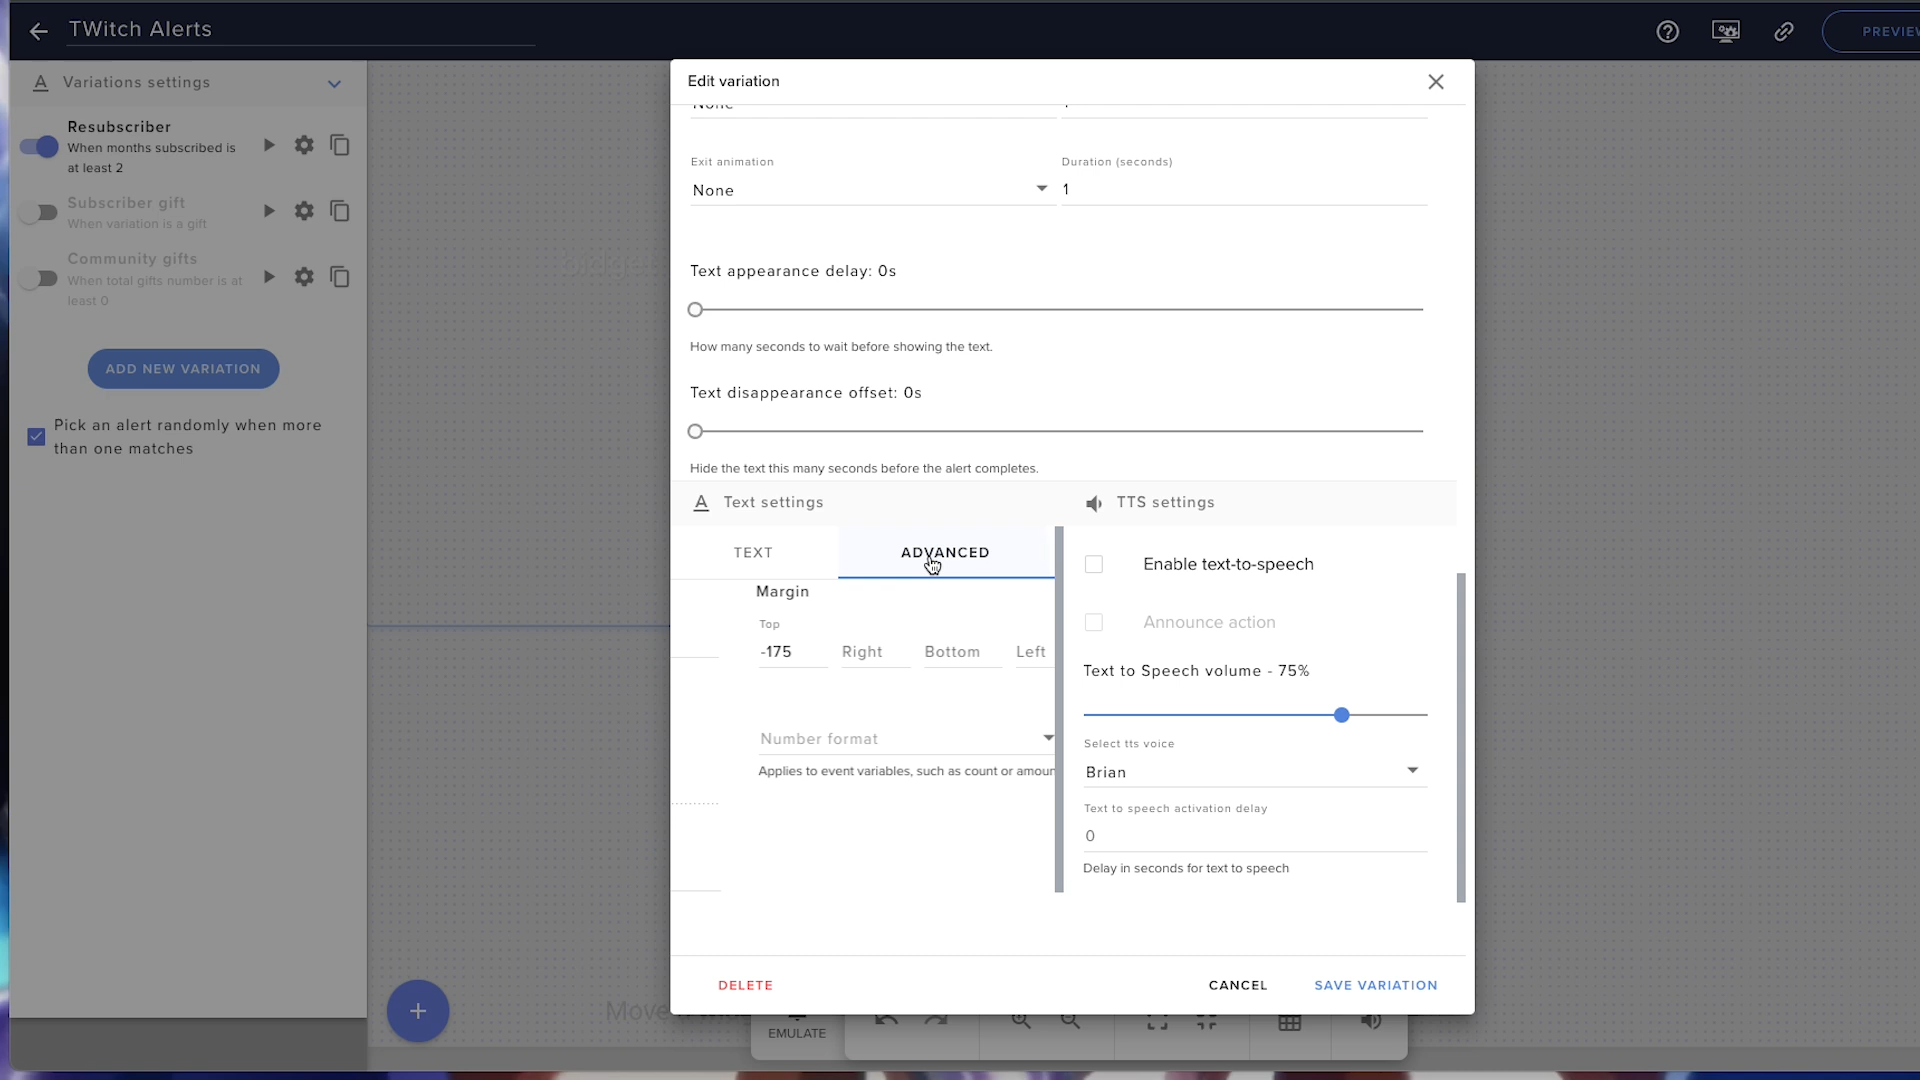 TWitch Alerts
PREVIEW
Variations settings
Resubscriber
When months subscribed is
at least 2
Subscriber gift
When variation is a gift
Community gifts
When total gifts number is at
least 0
ADD NEW VARIATION
Pick an alert randomly when more
than one matches
Edit variation
None
Exit animation
Duration (seconds)
None
1
Text appearance delay: 0s
How many seconds to wait before showing the text.
Text disappearance offset: 0s
Hide the text this many seconds before the alert completes.
Text settings
TTS settings
TEXT
ADVANCED
Margin
Top
-175
Right
Bottom
Left
Number format
Applies to event variables, such as count or amoun
Enable text-to-speech
Announce action
Text to Speech volume - 75%
Select tts voice
Brian
Text to speech activation delay
0
Delay in seconds for text to speech
DELETE
CANCEL
SAVE VARIATION
Move
EMULATE